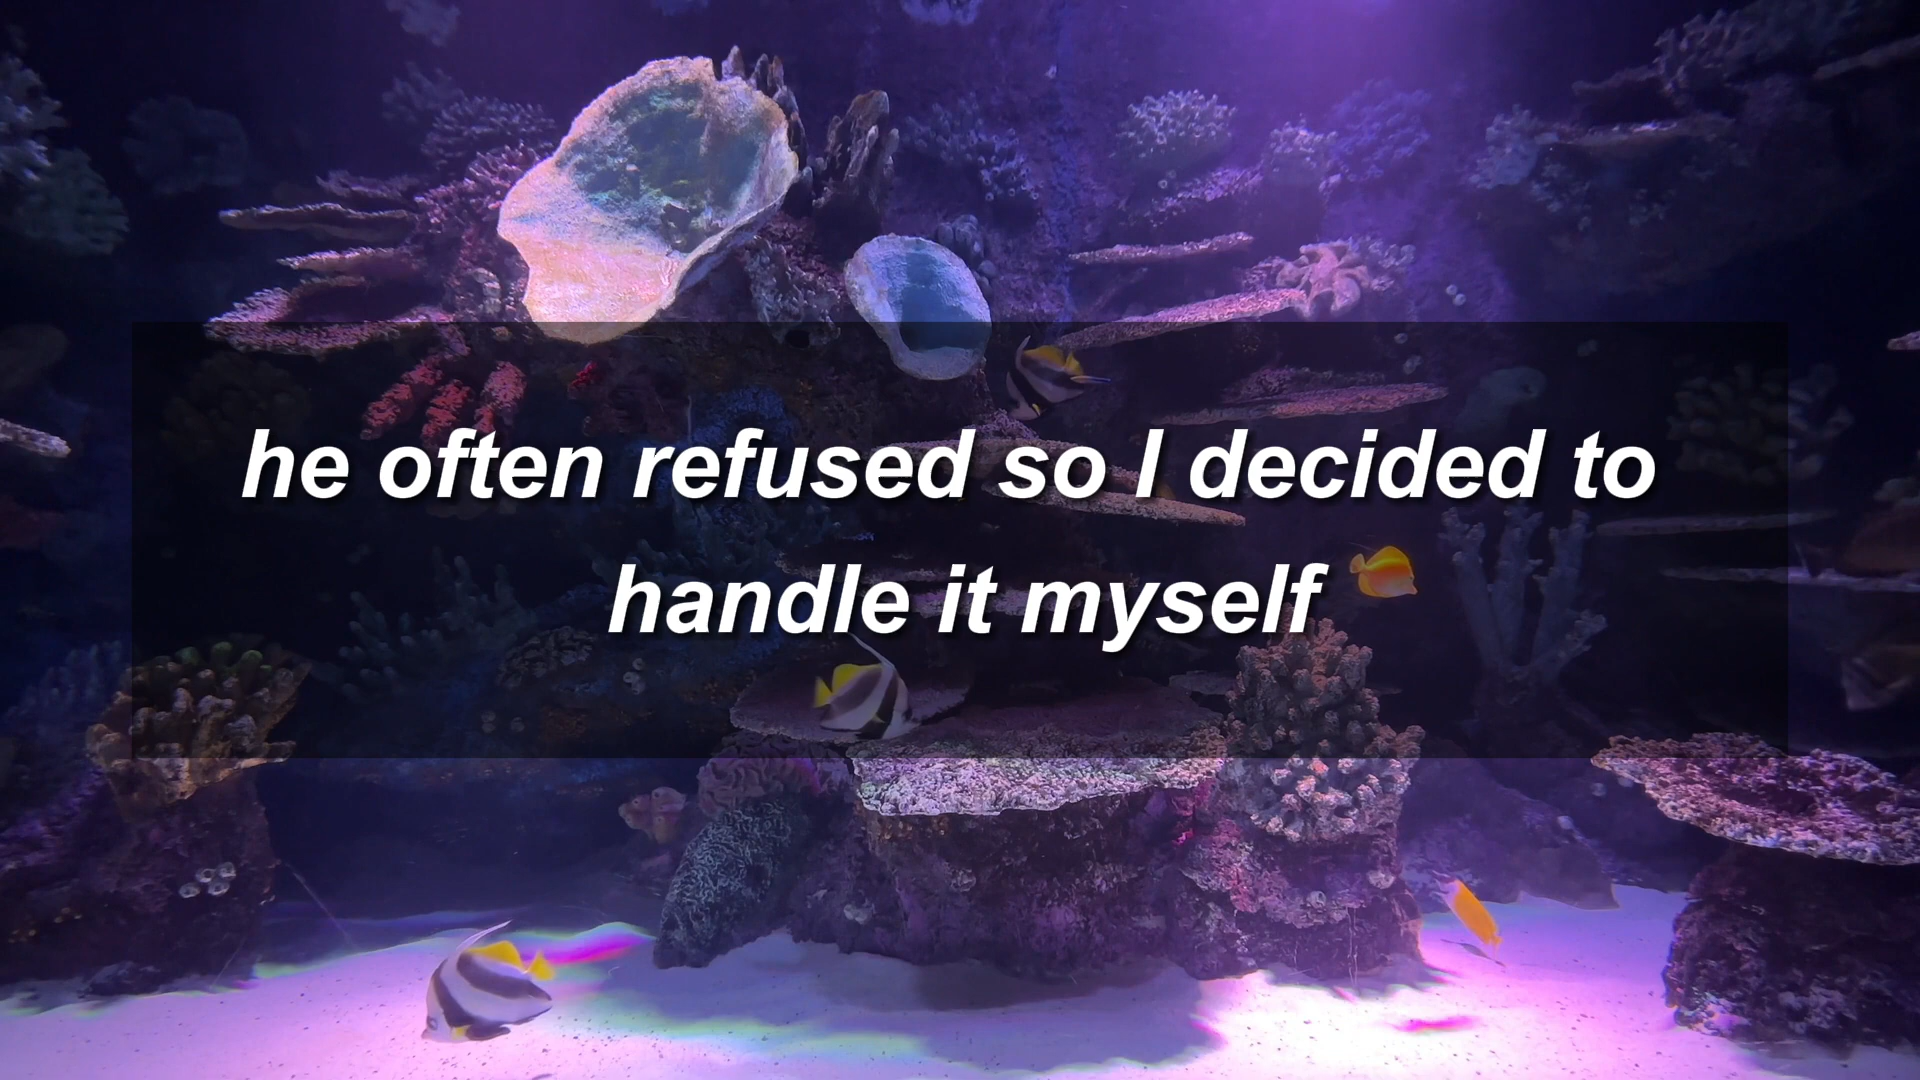 he often refused so I decided to
handle it myself